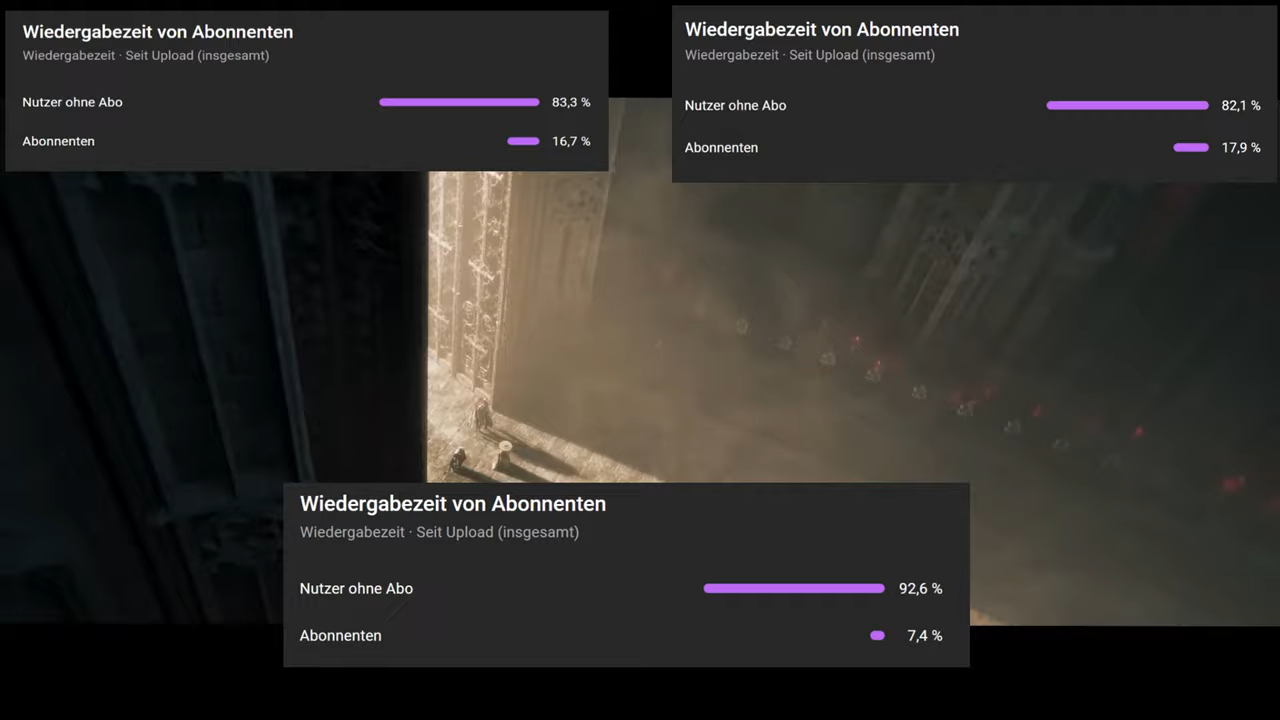 Wiedergabezeit von Abonnenten
Wiedergabezeit · Seit Upload (insgesamt)
Nutzer ohne Abo 83,3 %
Abonnenten 16,7 %
Wiedergabezeit von Abonnenten
Wiedergabezeit · Seit Upload (insgesamt)
Nutzer ohne Abo 82,1 %
Abonnenten 17,9 %
Wiedergabezeit von Abonnenten
Wiedergabezeit · Seit Upload (insgesamt)
Nutzer ohne Abo 92,6 %
Abonnenten 7,4 %